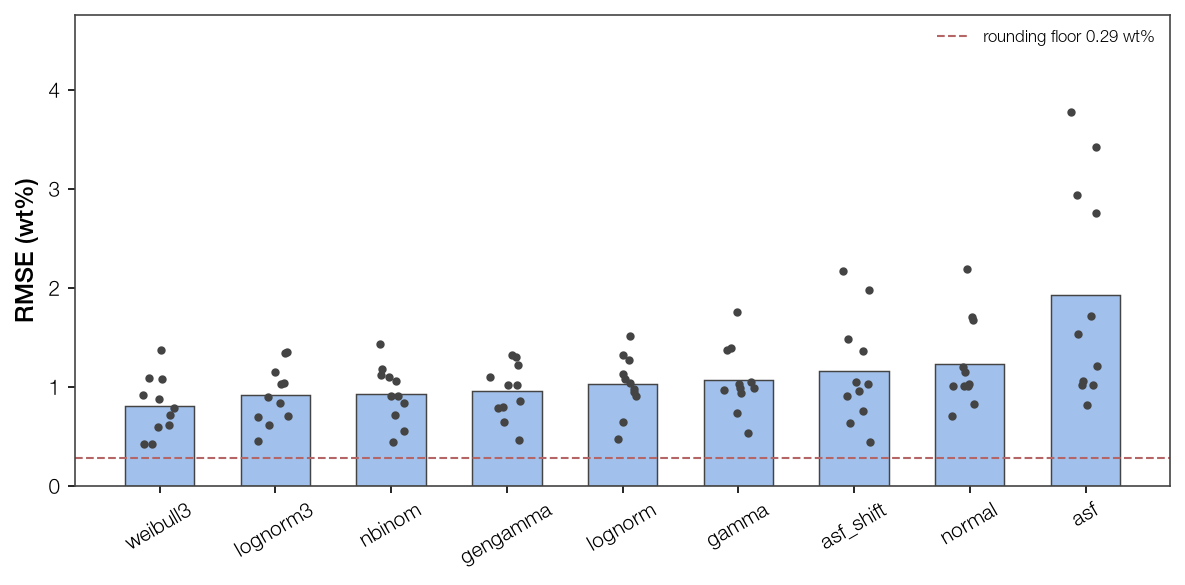 rounding floor 0.29 wt%
RMSE (wt%)
4
3
2
1
0
weibull3
lognorm3
nbinom
gengamma
lognorm
gamma
asf_shift
normal
asf